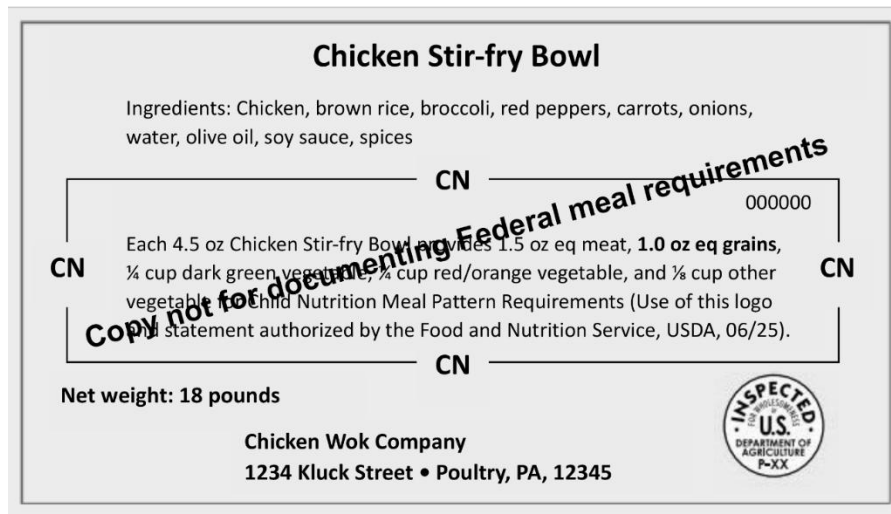 Chicken Stir-fry Bowl
Ingredients: Chicken, brown rice, broccoli, red peppers, carrots, onions,
water, olive oil, soy sauce, spices
CN
000000
Each 4.5 oz Chicken Stir-fry Bowl provides 1.5 oz eq meat, 1.0 oz eq grains,
CN
CN
¼ cup dark green vegetable, ¼ cup red/orange vegetable, and ⅛ cup other
vegetable for Child Nutrition Meal Pattern Requirements (Use of this logo
and statement authorized by the Food and Nutrition Service, USDA, 06/25).
Copy not for documenting Federal meal requirements
CN
Net weight: 18 pounds
Chicken Wok Company
1234 Kluck Street • Poultry, PA, 12345
INSPECTED
FOR WHOLESOMENESS
BY
U.S.
DEPARTMENT OF
AGRICULTURE
P-XX